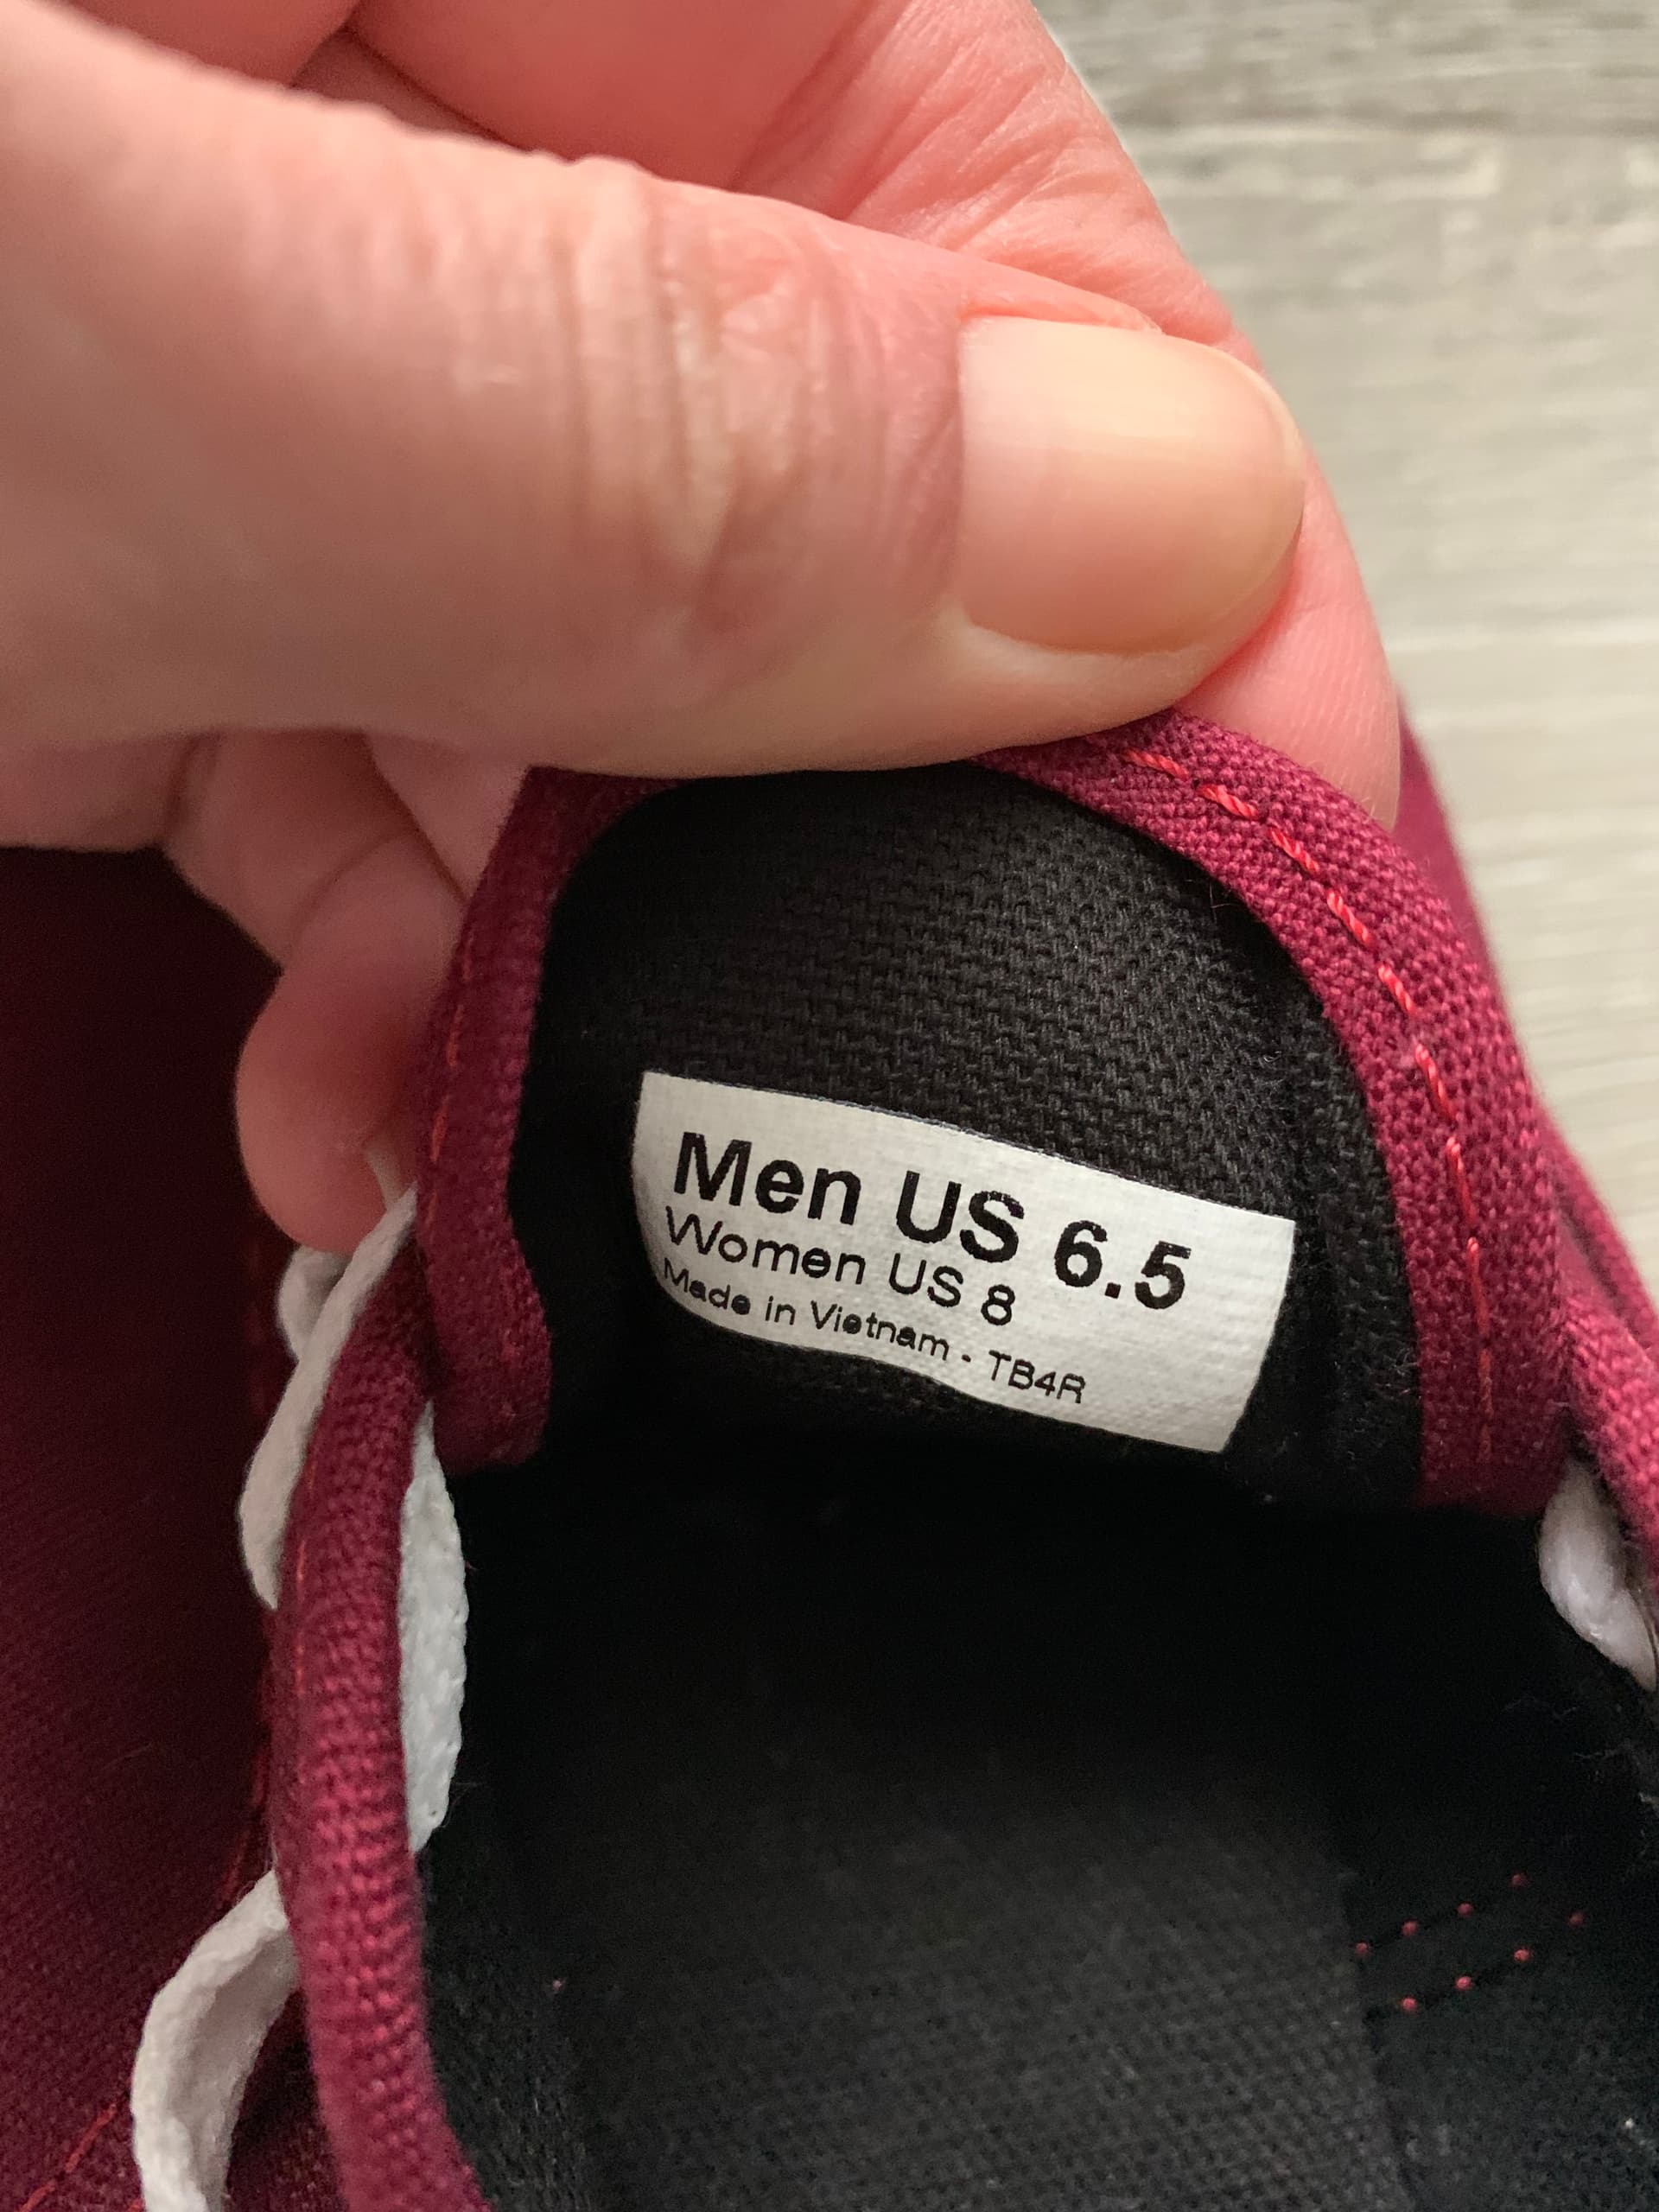 Men US 6.5
Women US 8
Made in Vietnam - TB4R